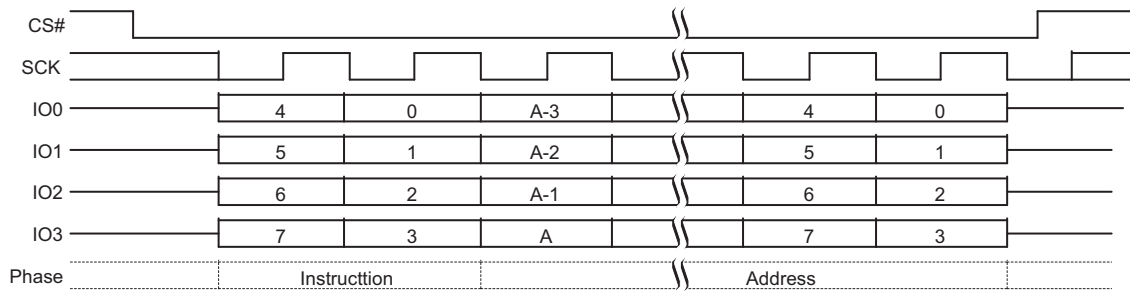 CS#
SCK
IO0 4 0 A-3 4 0
IO1 5 1 A-2 5 1
IO2 6 2 A-1 6 2
IO3 7 3 A 7 3
Phase Instructtion Address